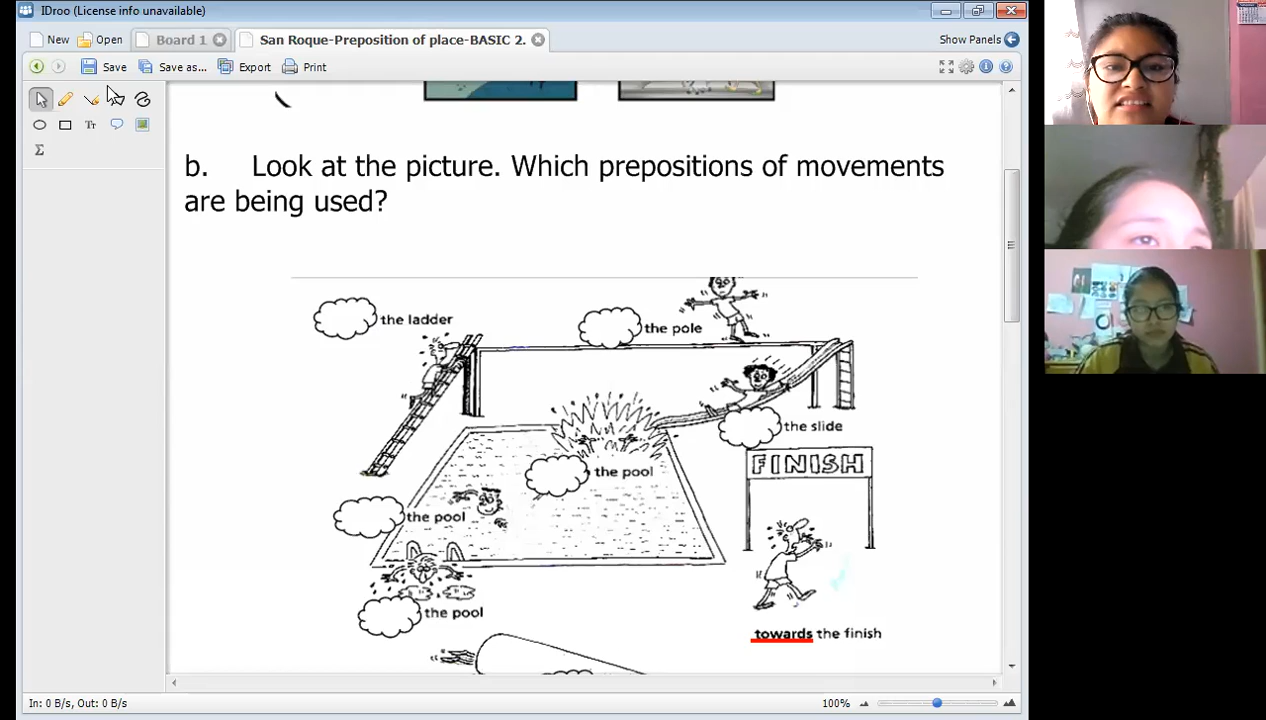 IDroo (License info unavailable)
New Open Board 1 San Roque-Preposition of place-BASIC 2. Show Panels
Save Save as... Export Print
b. Look at the picture. Which prepositions of movements
are being used?
the ladder
the pole
the slide
FINISH
the pool
the pool
the pool
towards the finish
In: 0 B/s, Out: 0 B/s 100%